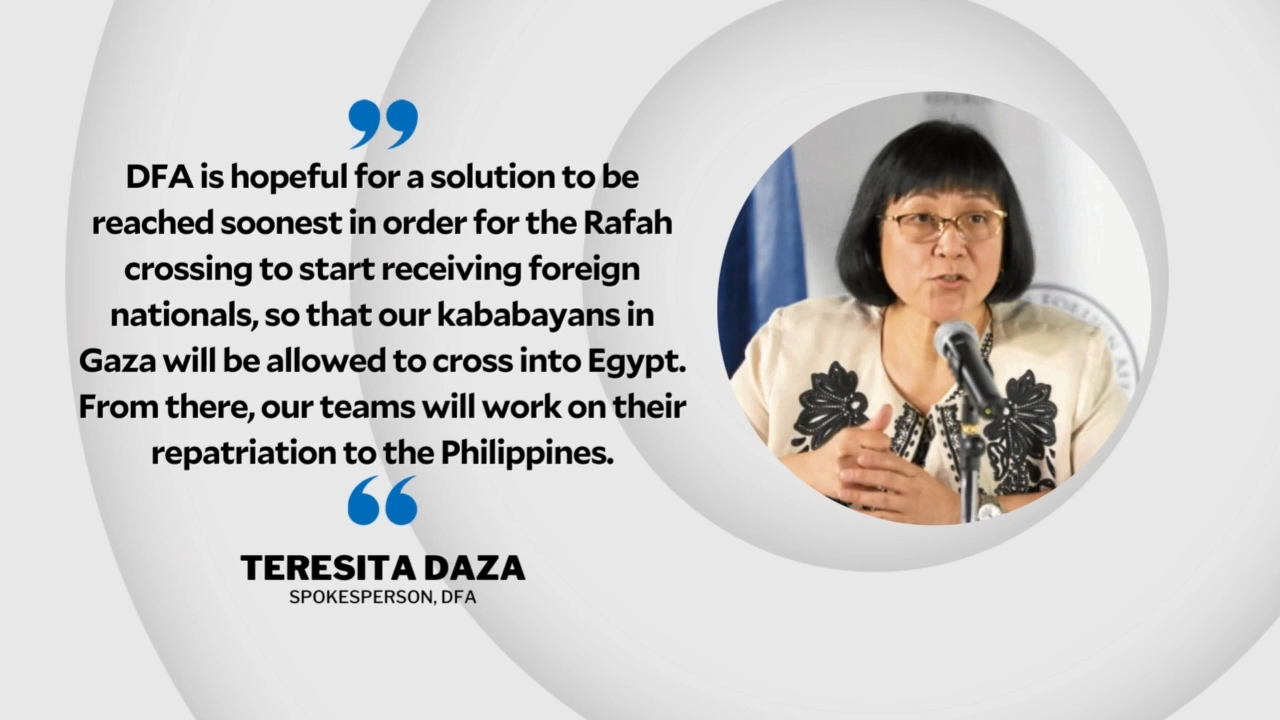 DFA is hopeful for a solution to be
reached soonest in order for the Rafah
crossing to start receiving foreign
nationals, so that our kababayans in
Gaza will be allowed to cross into Egypt.
From there, our teams will work on their
repatriation to the Philippines.
TERESITA DAZA
SPOKESPERSON, DFA